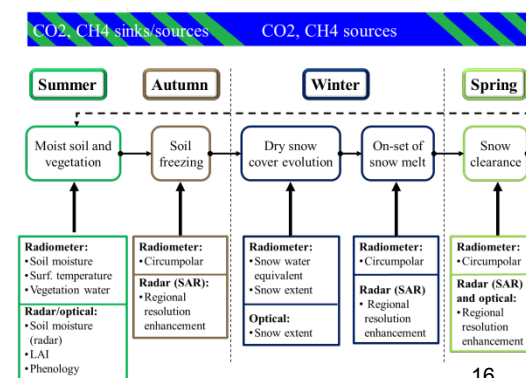 CO2, CH4 sinks/sources
CO2, CH4 sources
Summer
Autumn
Winter
Spring
Moist soil and
vegetation
Soil
freezing
Dry snow
cover evolution
On-set of
snow melt
Snow
clearance
Radiometer:
•Soil moisture
•Surf. temperature
•Vegetation water
Radar/optical:
•Soil moisture
(radar)
•LAI
•Phenology
Radiometer:
•Circumpolar
Radar (SAR):
•Regional
resolution
enhancement
Radiometer:
•Snow water
equivalent
•Snow extent
Optical:
•Snow extent
Radiometer:
•Circumpolar
Radar (SAR)
• Regional
resolution
enhancement
Radiometer:
•Circumpolar
Radar (SAR)
and optical:
•Regional
resolution
enhancement
16